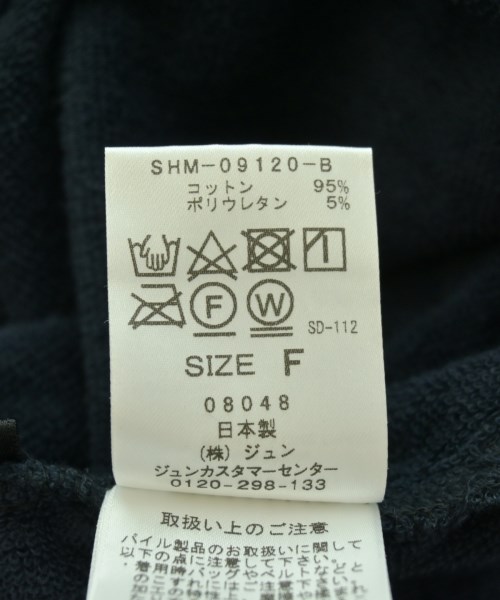 SHM-09120-B
コットン 95%
ポリウレタン 5%
F W
SD-112
SIZE F
08048
日本製
(株) ジュン
ジュンカスタマーセンター
0120-298-133
取扱い上のご注意
パイル製品のお取扱いに関して
以下の点にご注意下さい。